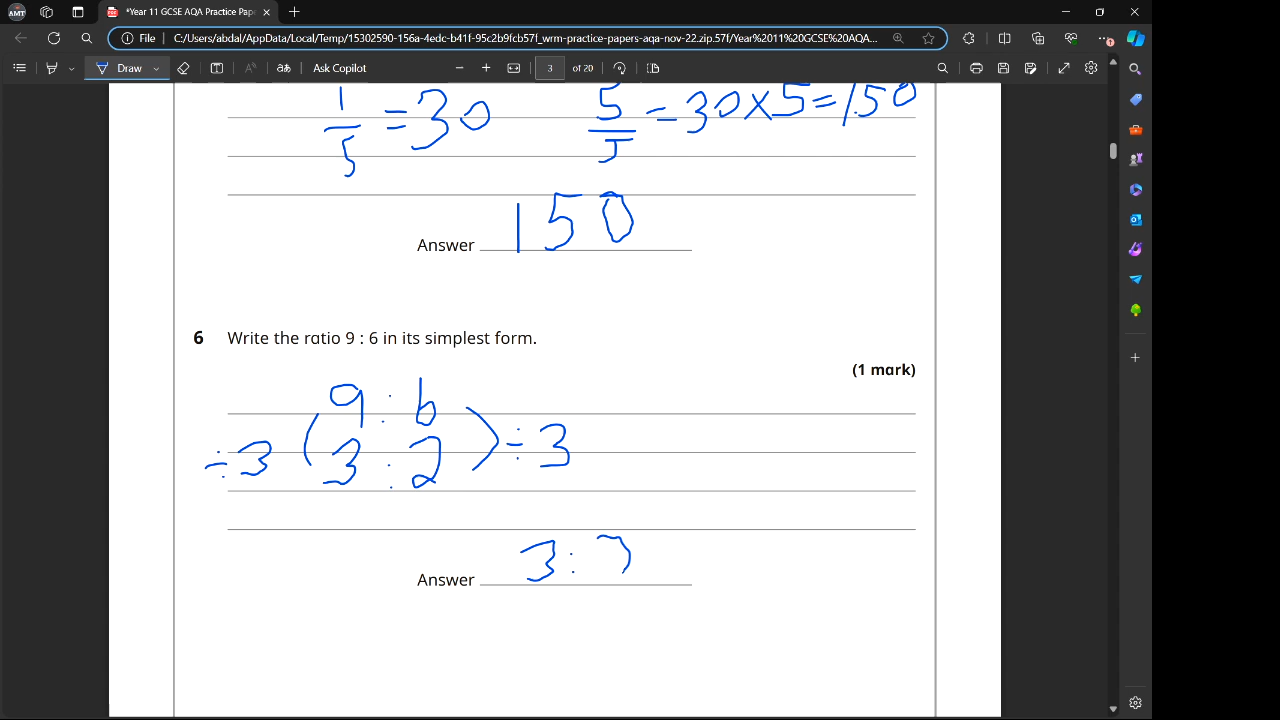 AMT
*Year 11 GCSE AQA Practice Pape
File
C:/Users/abdal/AppData/Local/Temp/15302590-156a-4edc-b41f-95c2b9fcb57f_wrm-practice-papers-aqa-nov-22.zip.57f/Year%2011%20GCSE%20AQA...
Draw
Ask Copilot
3 of 20
1/5 = 30 5/5 = 30 x 5 = 150
Answer 150
6 Write the ratio 9 : 6 in its simplest form.
(1 mark)
9 : 6
÷3 ( 3 : 2 ) ÷3
Answer 3 :